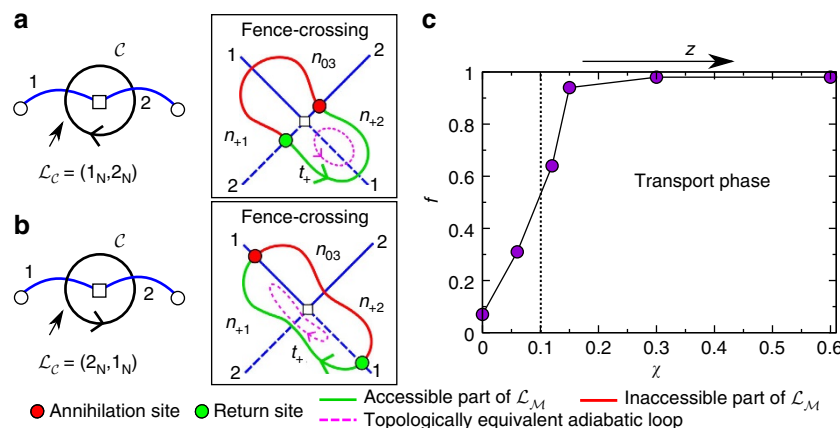 a
C
1
2
ℒ_C = (1_N,2_N)
Fence-crossing
1
2
n_03
n_+2
n_+1
t_+
2
1
b
C
1
2
ℒ_C = (2_N,1_N)
Fence-crossing
1
2
n_03
n_+2
n_+1
t_+
2
1
c
z
1
0.8
0.6
0.4
0.2
0
f
Transport phase
0 0.1 0.2 0.3 0.4 0.5 0.6
χ
Annihilation site
Return site
Accessible part of ℒ_M
Inaccessible part of ℒ_M
Topologically equivalent adiabatic loop